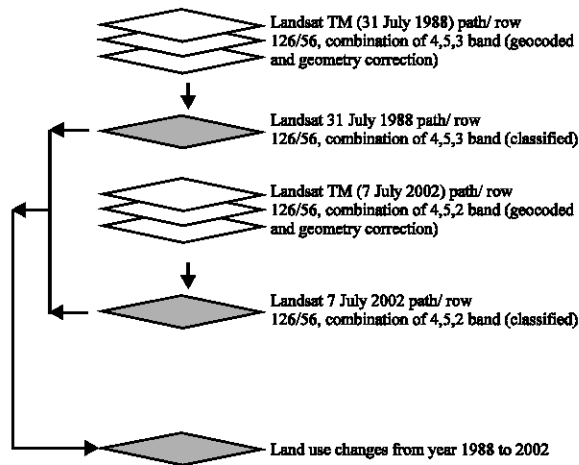 Landsat TM (31 July 1988) path/ row
126/56, combination of 4,5,3 band (geocoded
and geometry correction)
Landsat 31 July 1988 path/ row
126/56, combination of 4,5,3 band (classified)
Landsat TM (7 July 2002) path/ row
126/56, combination of 4,5,2 band (geocoded
and geometry correction)
Landsat 7 July 2002 path/ row
126/56, combination of 4,5,2 band (classified)
Land use changes from year 1988 to 2002